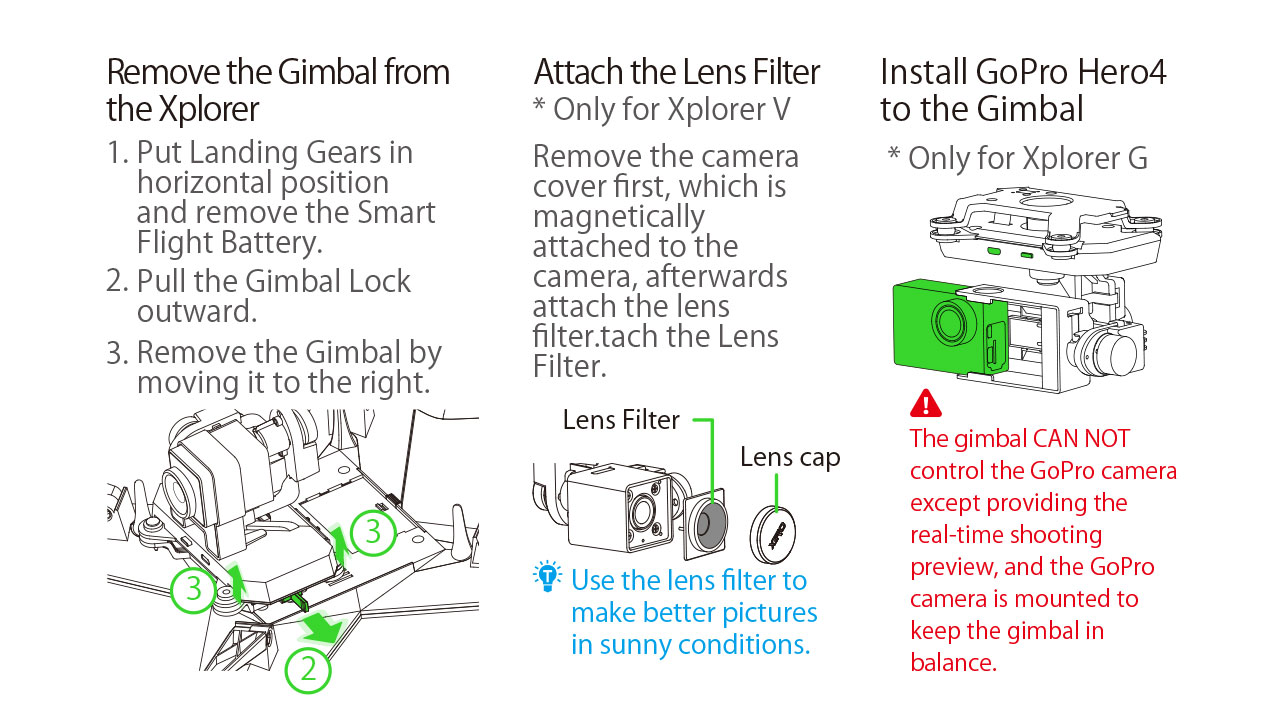 Remove the Gimbal from
the Xplorer
1. Put Landing Gears in
horizontal position
and remove the Smart
Flight Battery.
2. Pull the Gimbal Lock
outward.
3. Remove the Gimbal by
moving it to the right.
3
3
2
Attach the Lens Filter
* Only for Xplorer V
Remove the camera
cover first, which is
magnetically
attached to the
camera, afterwards
attach the lens
filter.tach the Lens
Filter.
Lens Filter
Lens cap
XIRO
Use the lens filter to
make better pictures
in sunny conditions.
Install GoPro Hero4
to the Gimbal
* Only for Xplorer G
The gimbal CAN NOT
control the GoPro camera
except providing the
real-time shooting
preview, and the GoPro
camera is mounted to
keep the gimbal in
balance.